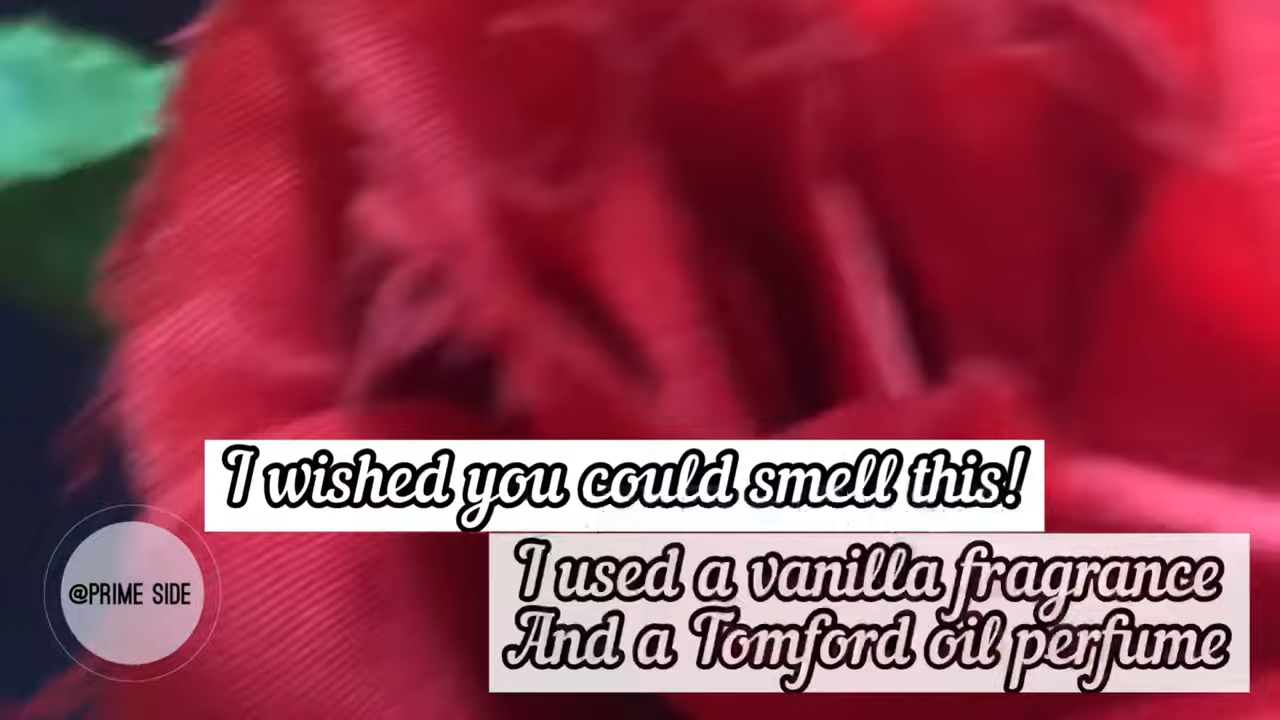 I wished you could smell this!
I used a vanilla fragrance
And a Tomford oil perfume
@PRIME SIDE